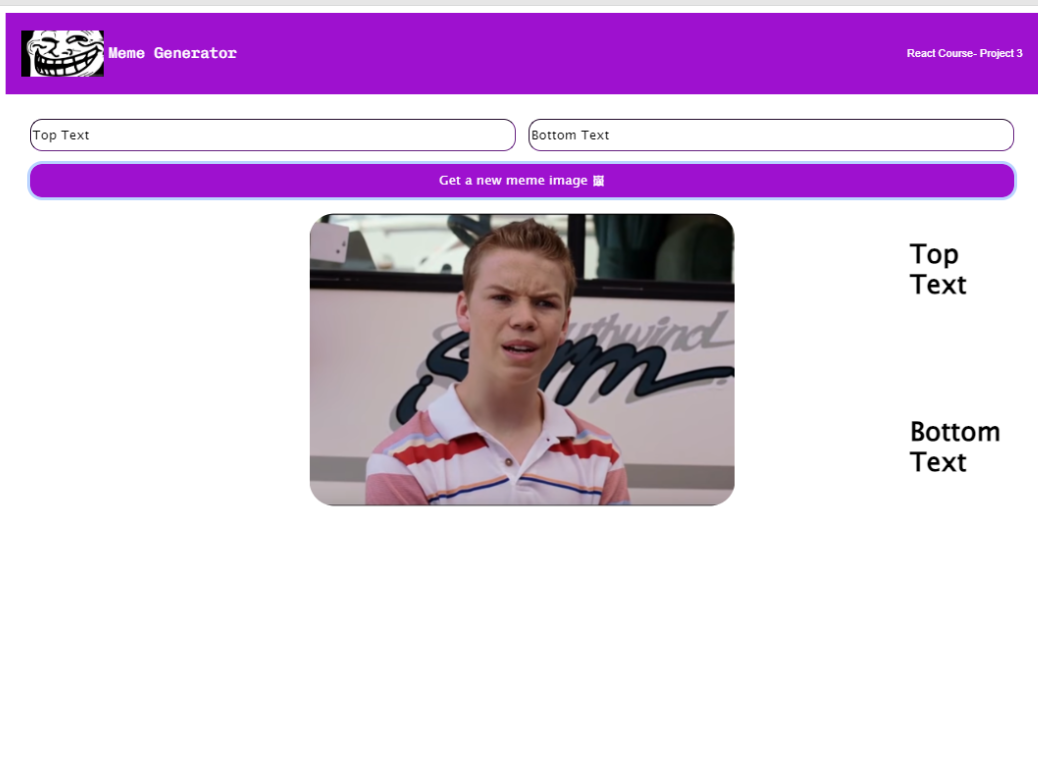 Meme Generator
React Course- Project 3
Top Text
Bottom Text
Get a new meme image 🖼
Southwind
Storm
Top
Text
Bottom
Text